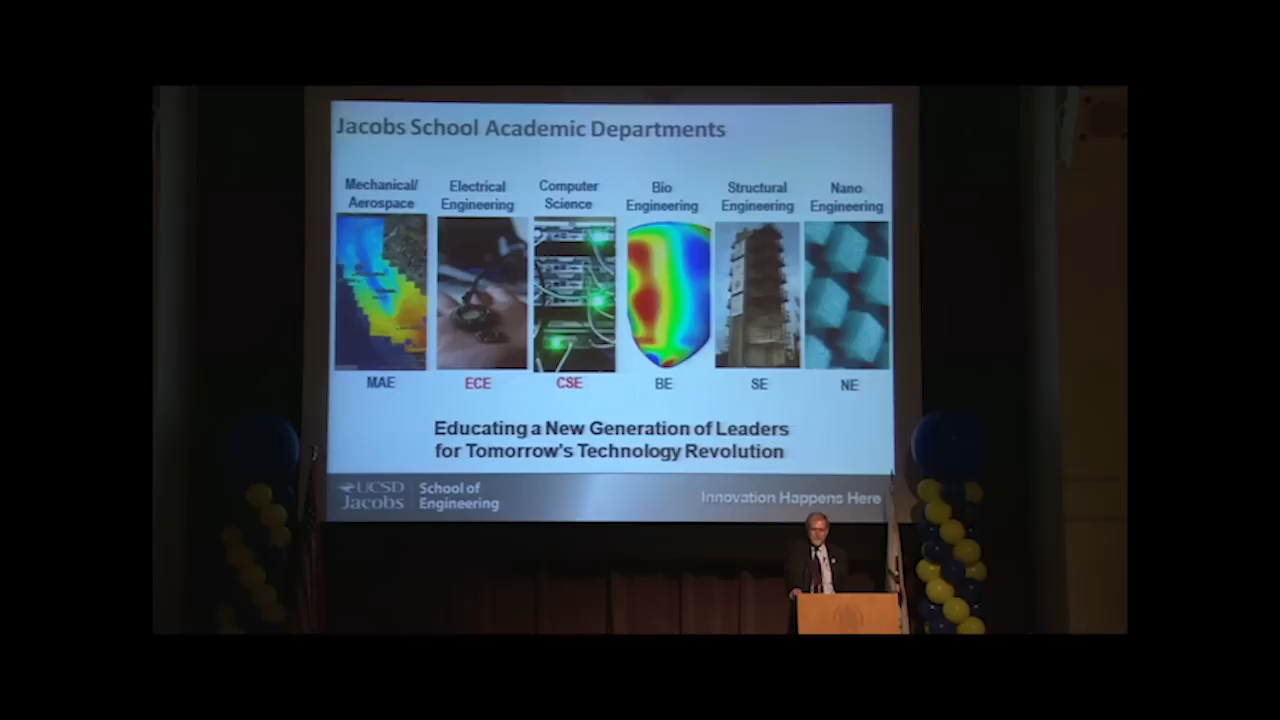 Jacobs School Academic Departments
Mechanical/
Aerospace
Electrical
Engineering
Computer
Science
Bio
Engineering
Structural
Engineering
Nano
Engineering
MAE
ECE
CSE
BE
SE
NE
Educating a New Generation of Leaders
for Tomorrow's Technology Revolution
UCSD
Jacobs
School of
Engineering
Innovation Happens Here